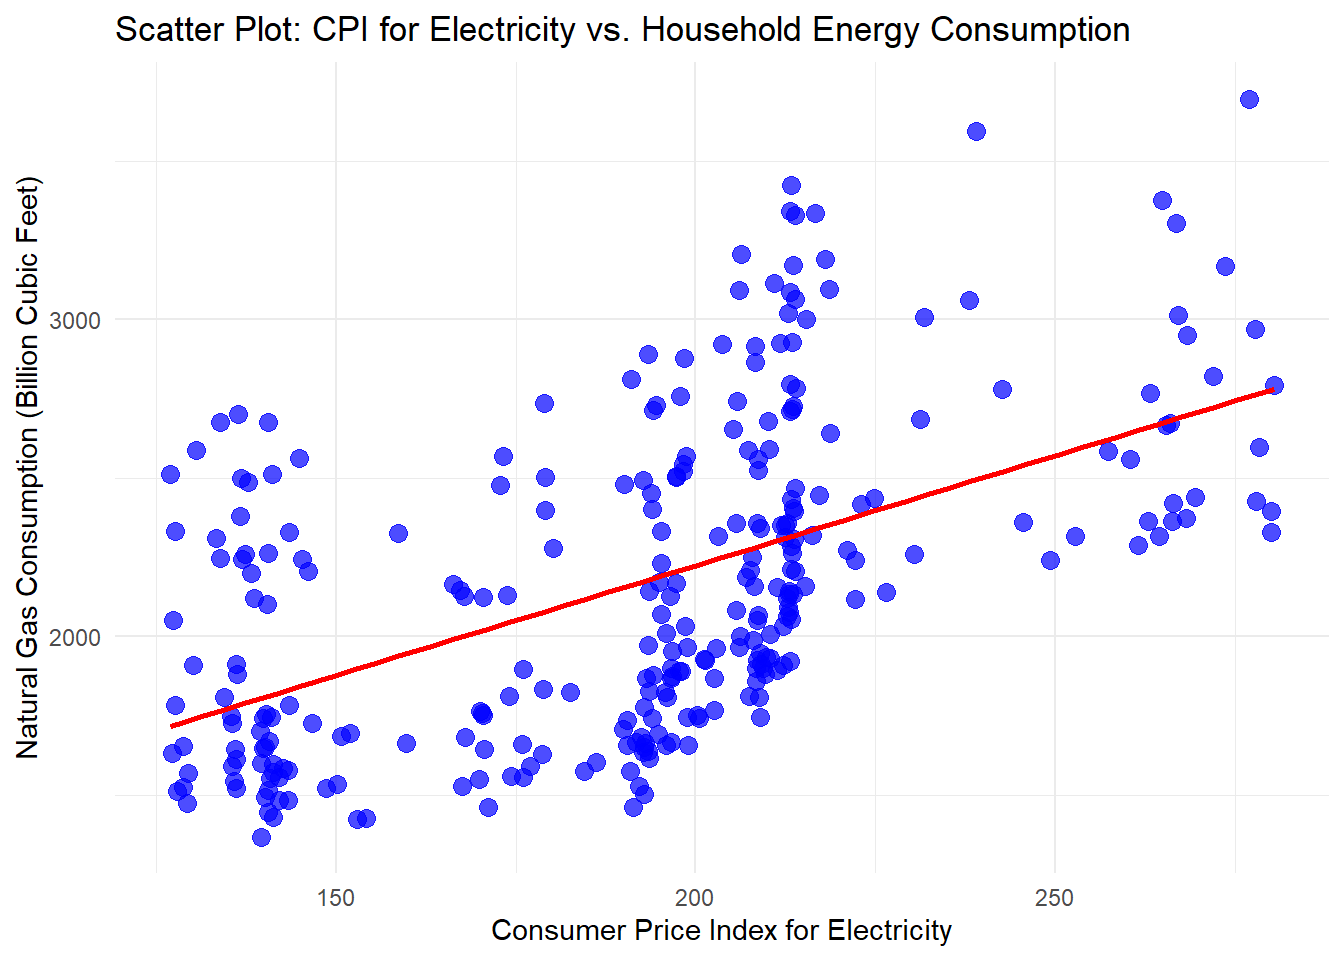 Scatter Plot: CPI for Electricity vs. Household Energy Consumption
Natural Gas Consumption (Billion Cubic Feet)
3000
2000
150
200
250
Consumer Price Index for Electricity